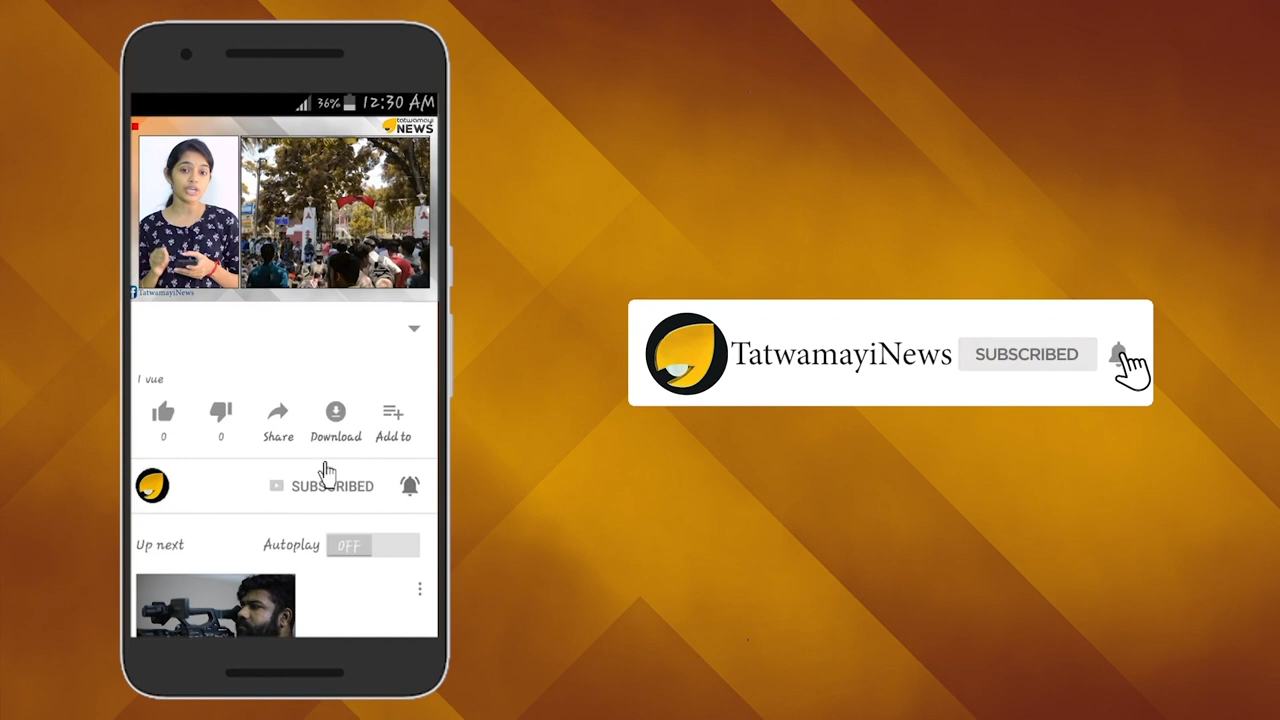 36% 12:30 AM
tatwamayi
NEWS
TatwamayiNews
1 vue
0 0 Share Download Add to
SUBSCRIBED
Up next Autoplay OFF
TatwamayiNews SUBSCRIBED